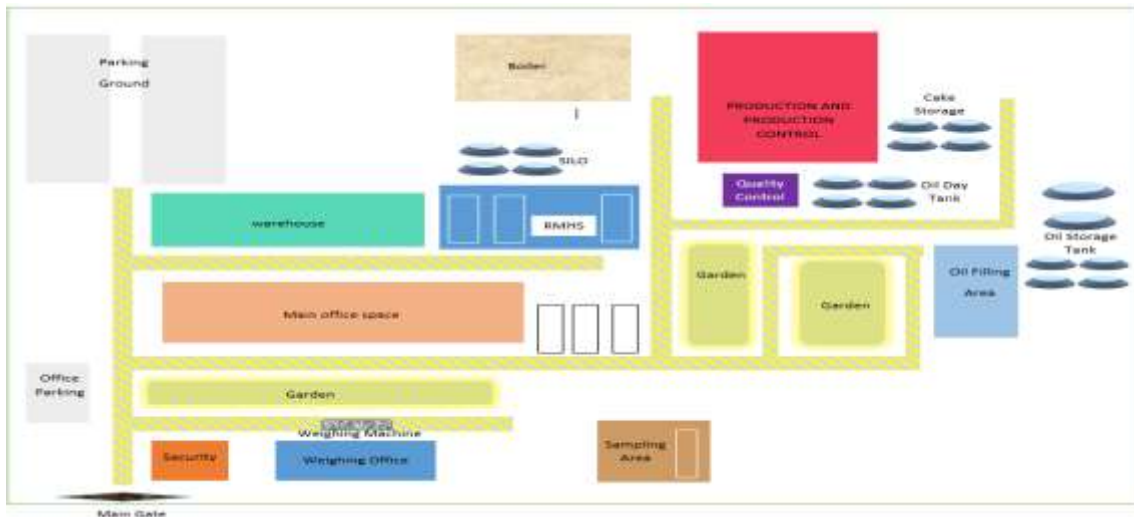 Parking
Ground
Boiler
PRODUCTION AND
PRODUCTION
CONTROL
Cake
Storage
SILO
Quality
Control
Oil Day
Tank
warehouse
RMHS
Oil Storage
Tank
Garden
Oil Filling
Area
Garden
Main office space
Office
Parking
Garden
Weighing Machine
Security
Weighing Office
Sampling
Area
Main Gate